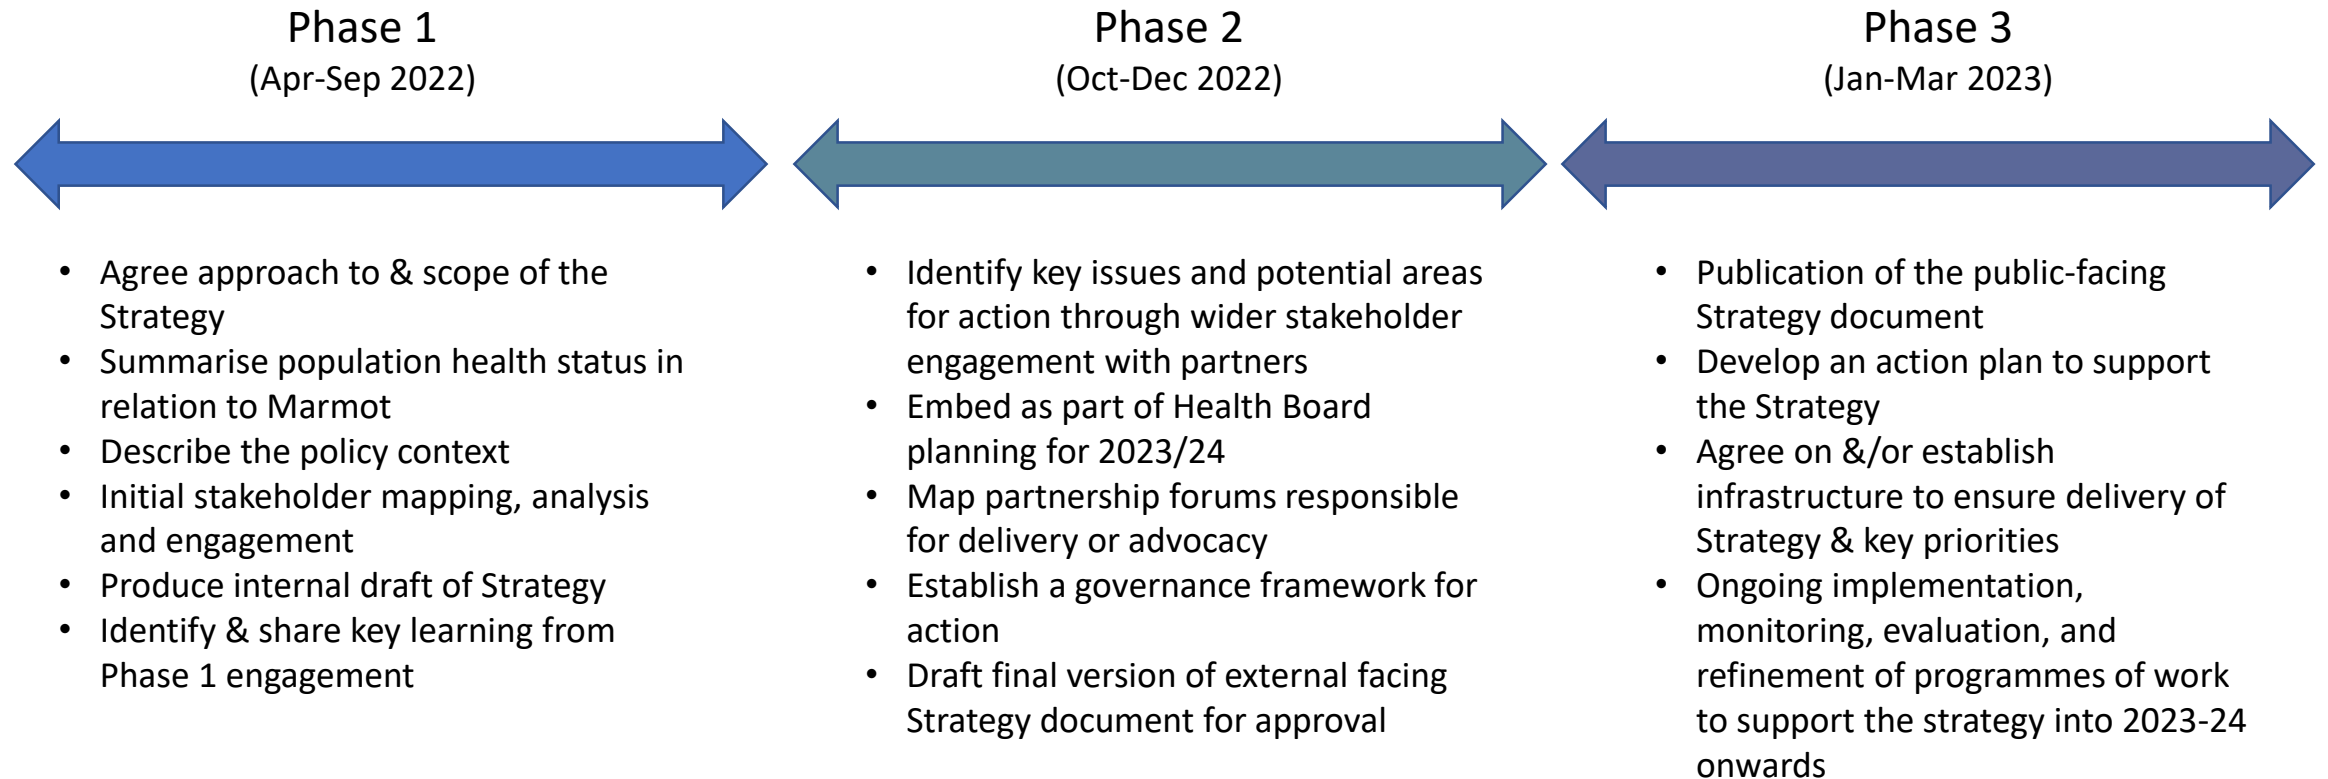 Phase 1
(Apr-Sep 2022)
• Agree approach to & scope of the
Strategy
• Summarise population health status in
relation to Marmot
• Describe the policy context
• Initial stakeholder mapping, analysis
and engagement
• Produce internal draft of Strategy
• Identify & share key learning from
Phase 1 engagement
Phase 2
(Oct-Dec 2022)
• Identify key issues and potential areas
for action through wider stakeholder
engagement with partners
• Embed as part of Health Board
planning for 2023/24
• Map partnership forums responsible
for delivery or advocacy
• Establish a governance framework for
action
• Draft final version of external facing
Strategy document for approval
Phase 3
(Jan-Mar 2023)
• Publication of the public-facing
Strategy document
• Develop an action plan to support
the Strategy
• Agree on &/or establish
infrastructure to ensure delivery of
Strategy & key priorities
• Ongoing implementation,
monitoring, evaluation, and
refinement of programmes of work
to support the strategy into 2023-24
onwards